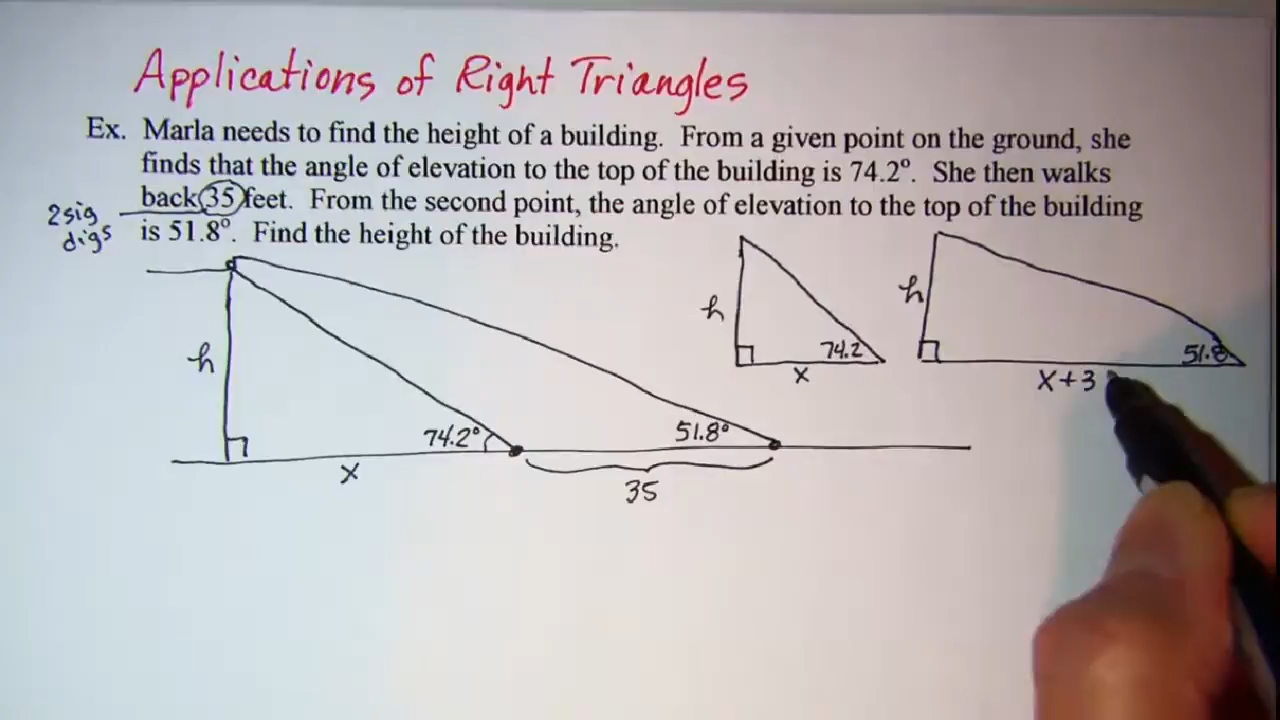 Applications of Right Triangles
Ex. Marla needs to find the height of a building. From a given point on the ground, she
finds that the angle of elevation to the top of the building is 74.2°. She then walks
back 35 feet. From the second point, the angle of elevation to the top of the building
is 51.8°. Find the height of the building.
2 sig
digs
h
74.2°
51.8°
x
35
h
74.2
x
h
51.8
x+3